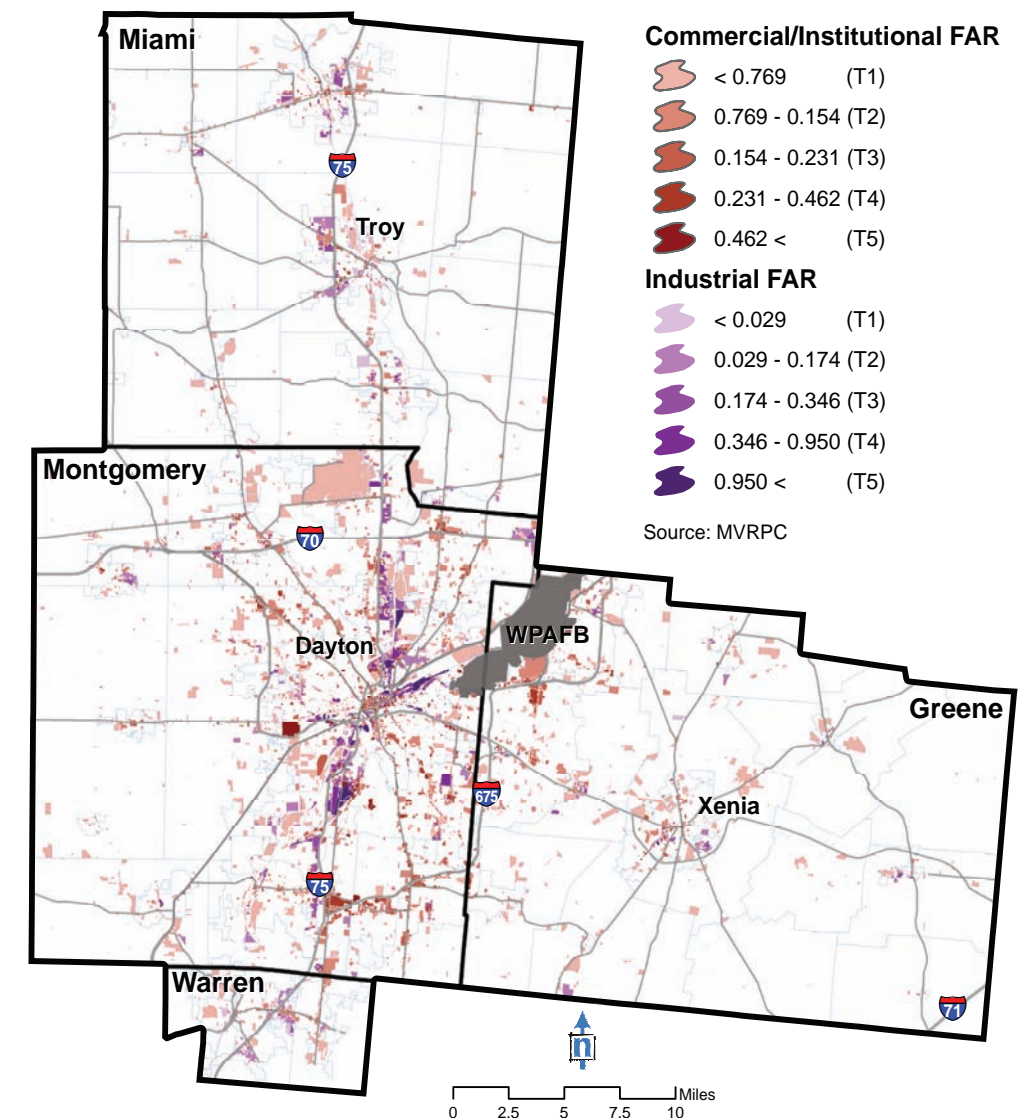 Miami
75
Troy
Montgomery
70
Dayton
WPAFB
Greene
675
Xenia
75
Warren
71
n
Commercial/Institutional FAR
< 0.769 (T1)
0.769 - 0.154 (T2)
0.154 - 0.231 (T3)
0.231 - 0.462 (T4)
0.462 < (T5)
Industrial FAR
< 0.029 (T1)
0.029 - 0.174 (T2)
0.174 - 0.346 (T3)
0.346 - 0.950 (T4)
0.950 < (T5)
Source: MVRPC
Miles
0 2.5 5 7.5 10